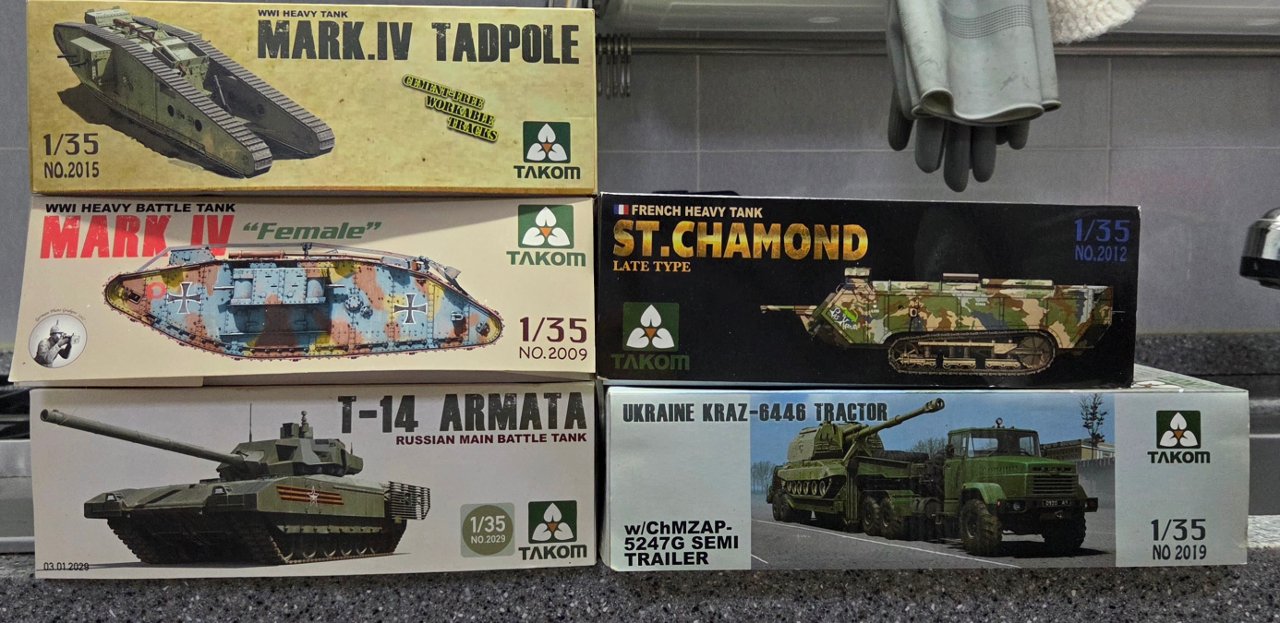 WWI HEAVY TANK
MARK.IV TADPOLE
CEMENT-FREE
WORKABLE
TRACKS
1/35
NO.2015
TAKOM
WWI HEAVY BATTLE TANK
MARK IV "Female"
TAKOM
1/35
NO.2009
T-14 ARMATA
RUSSIAN MAIN BATTLE TANK
1/35
NO.2029
TAKOM
03.01.2029
FRENCH HEAVY TANK
ST.CHAMOND
LATE TYPE
1/35
NO.2012
TAKOM
UKRAINE KRAZ-6446 TRACTOR
w/ChMZAP-
5247G SEMI
TRAILER
TAKOM
1/35
NO 2019